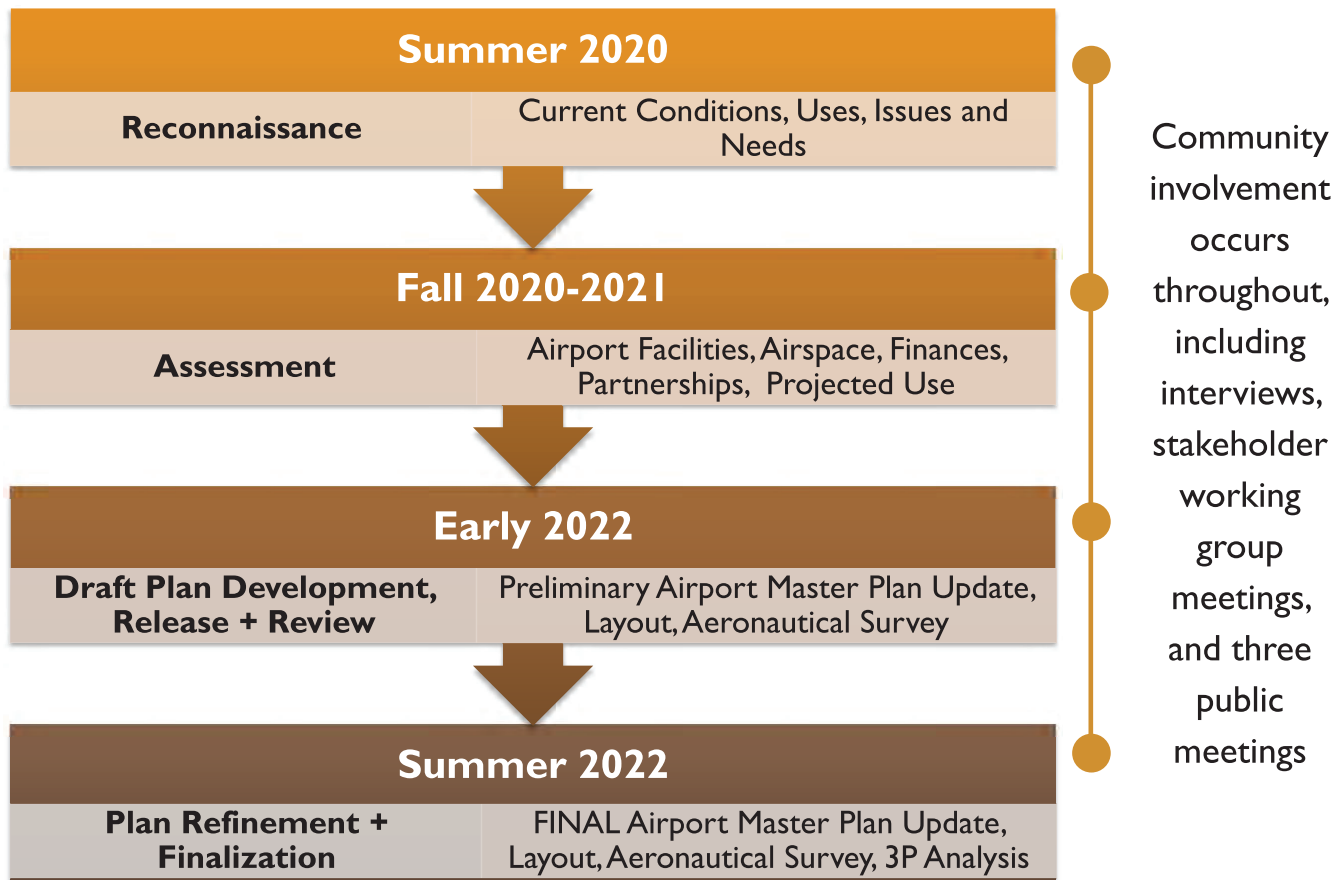 Summer 2020
Reconnaissance
Current Conditions, Uses, Issues and
Needs
Fall 2020-2021
Assessment
Airport Facilities, Airspace, Finances,
Partnerships, Projected Use
Early 2022
Draft Plan Development,
Release + Review
Preliminary Airport Master Plan Update,
Layout, Aeronautical Survey
Summer 2022
Plan Refinement +
Finalization
FINAL Airport Master Plan Update,
Layout, Aeronautical Survey, 3P Analysis
Community
involvement
occurs
throughout,
including
interviews,
stakeholder
working
group
meetings,
and three
public
meetings